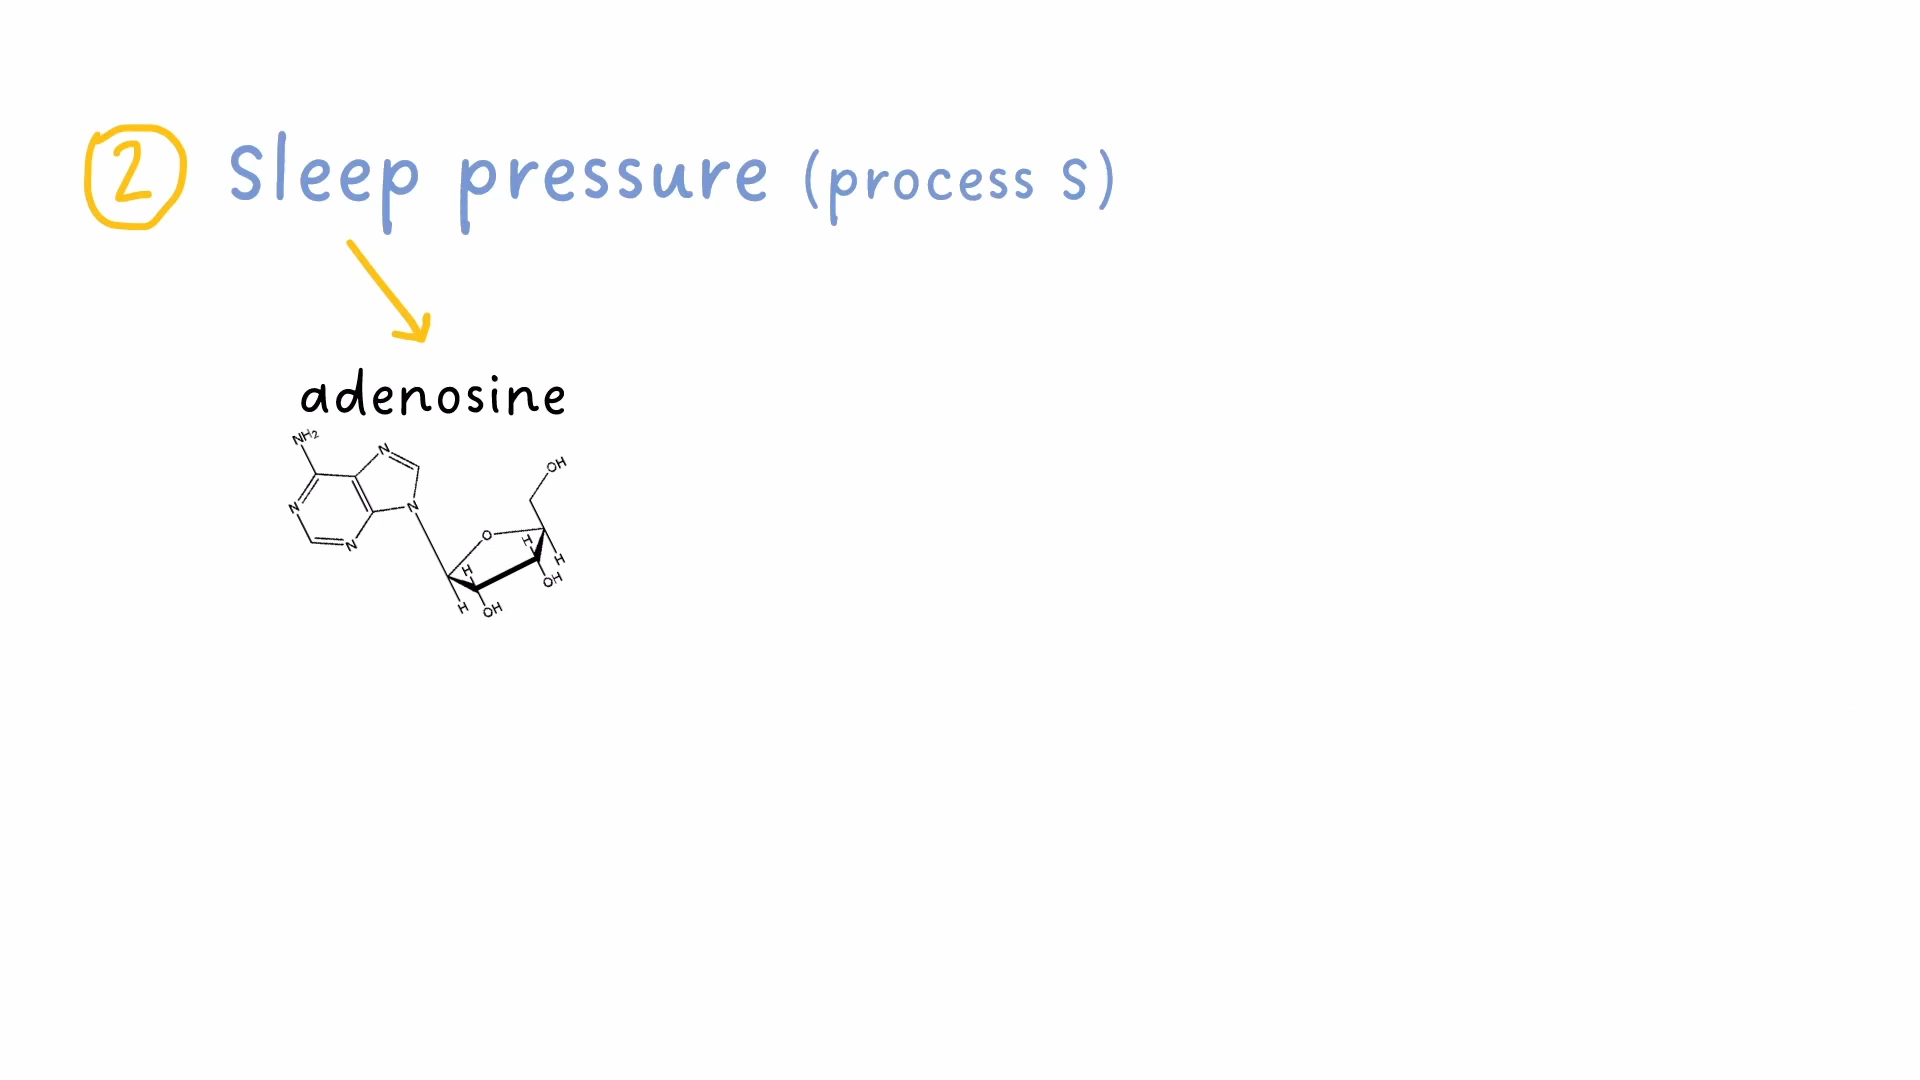 2 Sleep pressure (process S)
adenosine
NH2
N
OH
N
N
N
O
H
H
H
OH
H
OH